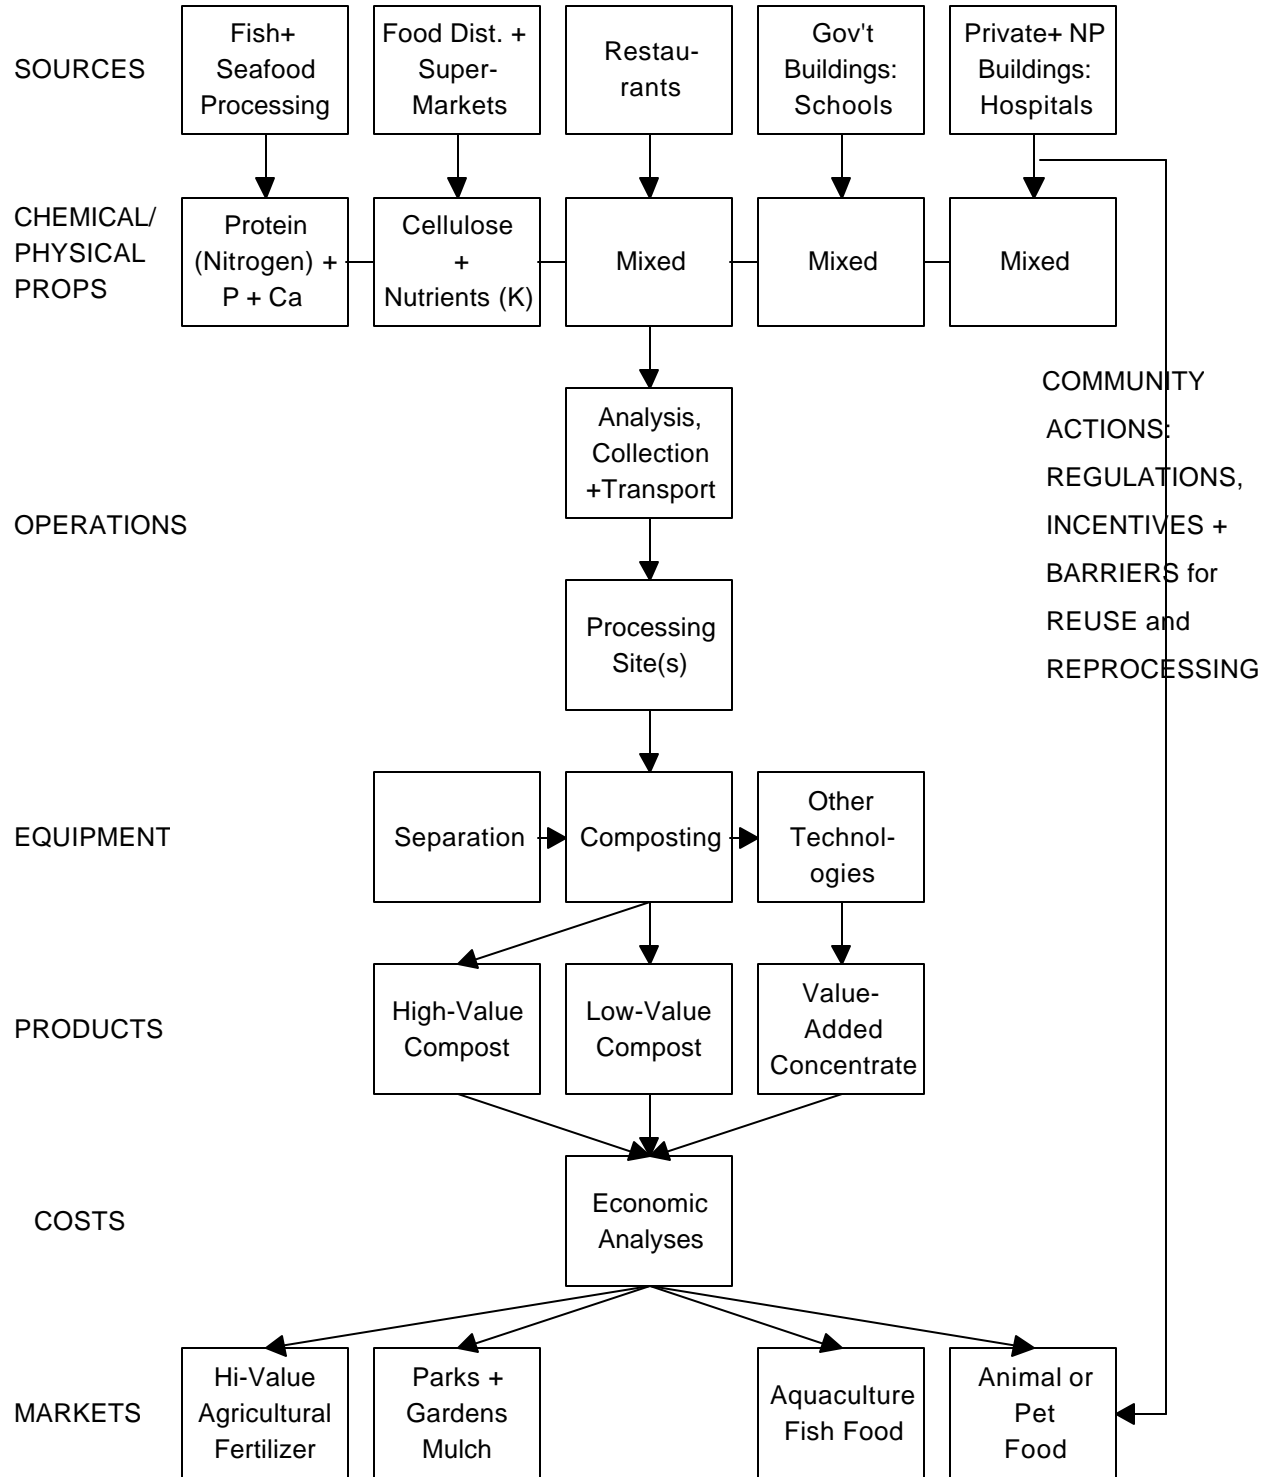 SOURCES
Fish+
Seafood
Processing
Food Dist. +
Super-
Markets
Restau-
rants
Gov't
Buildings:
Schools
Private+ NP
Buildings:
Hospitals
CHEMICAL/
PHYSICAL
PROPS
Protein
(Nitrogen) +
P + Ca
Cellulose
+
Nutrients (K)
Mixed
Mixed
Mixed
COMMUNITY
ACTIONS:
REGULATIONS,
INCENTIVES +
BARRIERS for
REUSE and
REPROCESSING
OPERATIONS
Analysis,
Collection
+Transport
Processing
Site(s)
EQUIPMENT
Separation
Composting
Other
Technol-
ogies
PRODUCTS
High-Value
Compost
Low-Value
Compost
Value-
Added
Concentrate
COSTS
Economic
Analyses
MARKETS
Hi-Value
Agricultural
Fertilizer
Parks +
Gardens
Mulch
Aquaculture
Fish Food
Animal or
Pet
Food